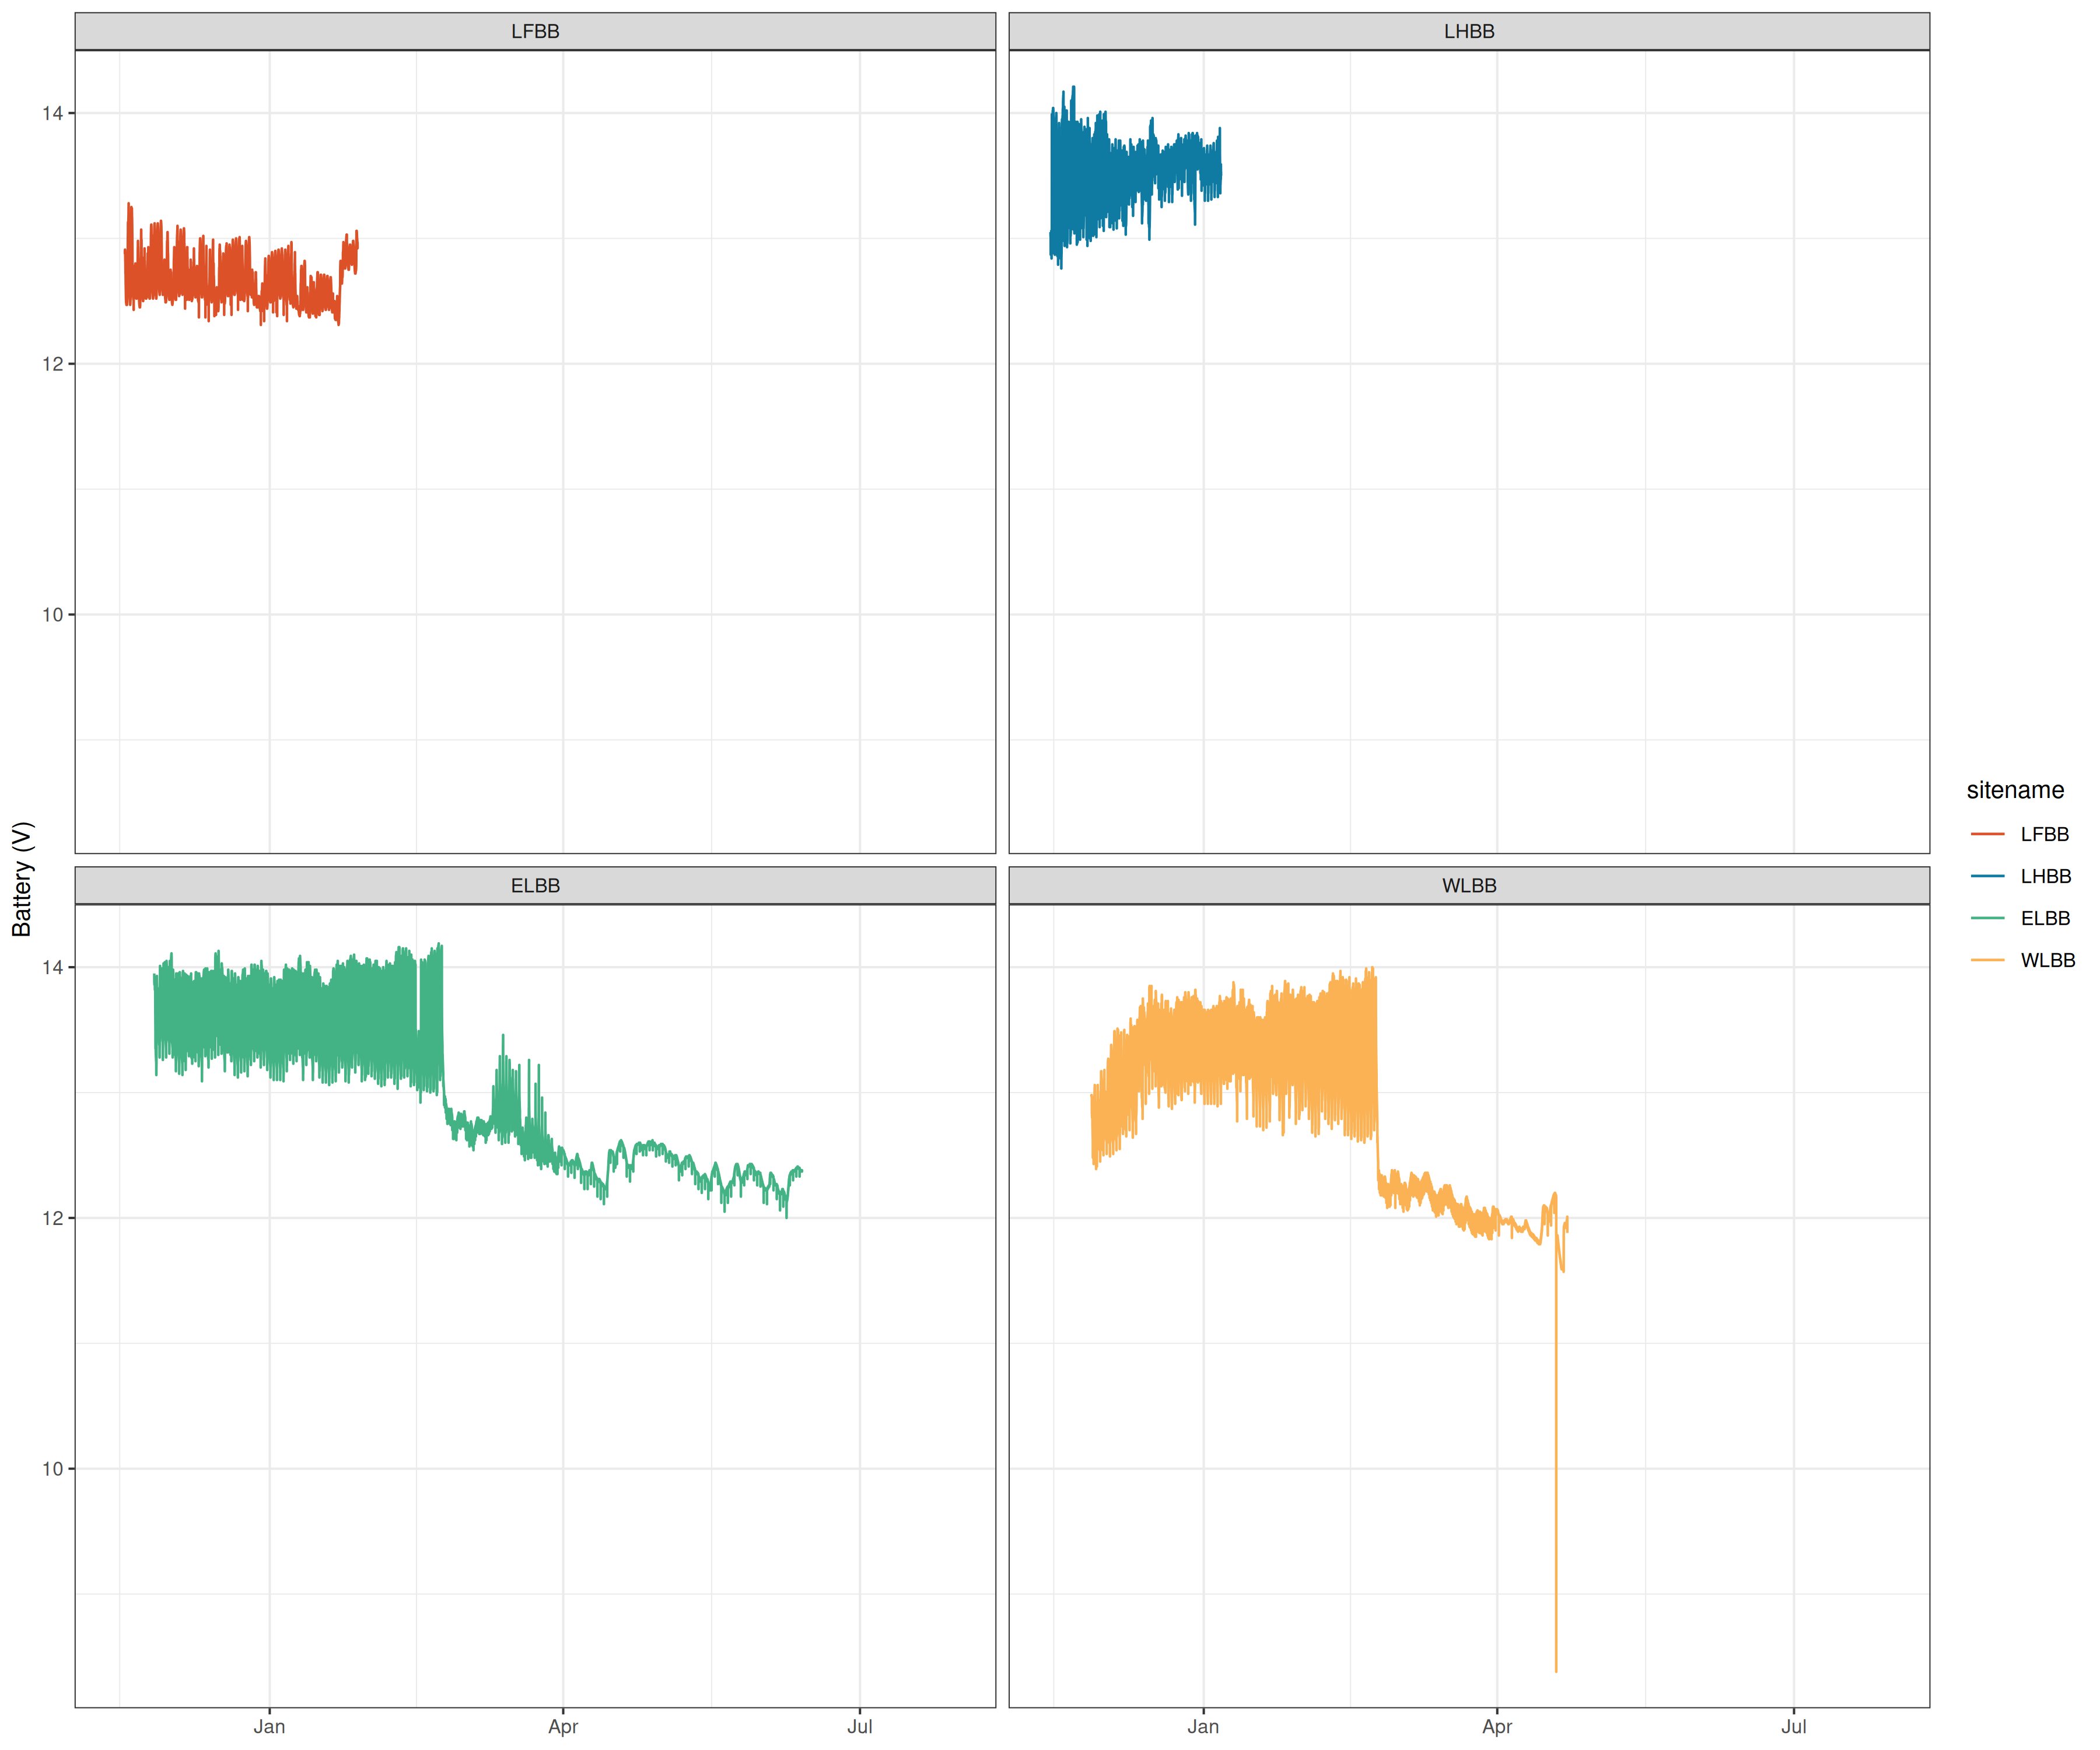 LFBB
LHBB
14
12
10
Battery (V)
ELBB
WLBB
14
12
10
Jan
Apr
Jul
Jan
Apr
Jul
sitename
LFBB
LHBB
ELBB
WLBB